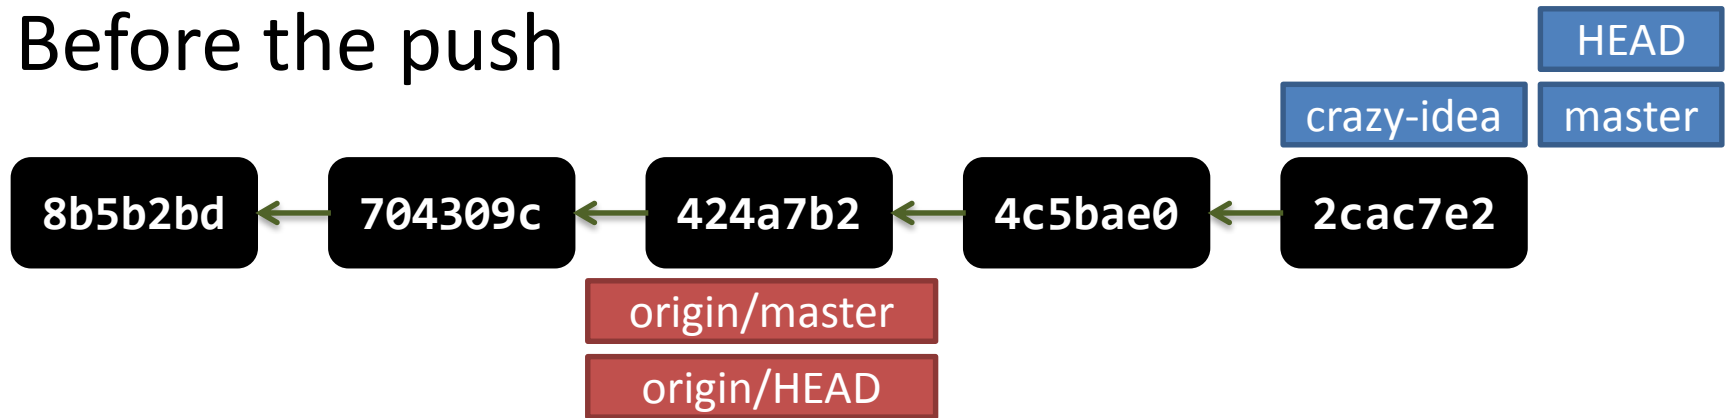 Before the push
HEAD
crazy-idea master
8b5b2bd 704309c 424a7b2 4c5bae0 2cac7e2
origin/master
origin/HEAD